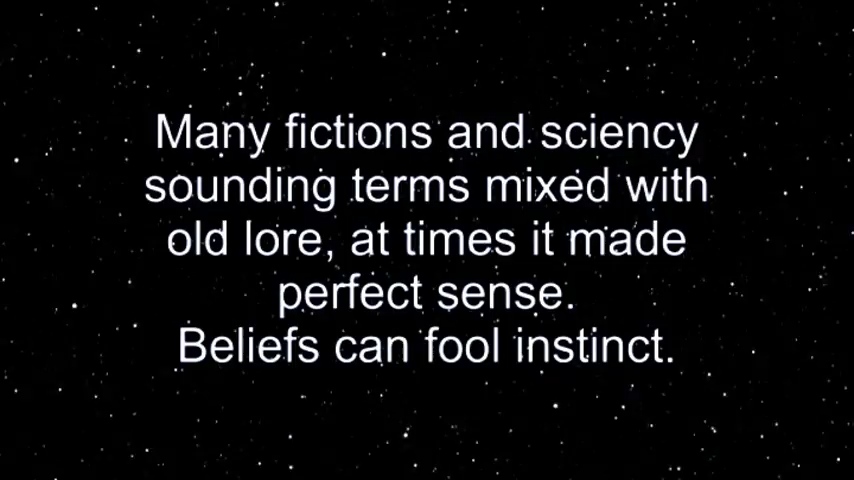 Many fictions and sciency
sounding terms mixed with
old lore, at times it made
perfect sense.
Beliefs can fool instinct.